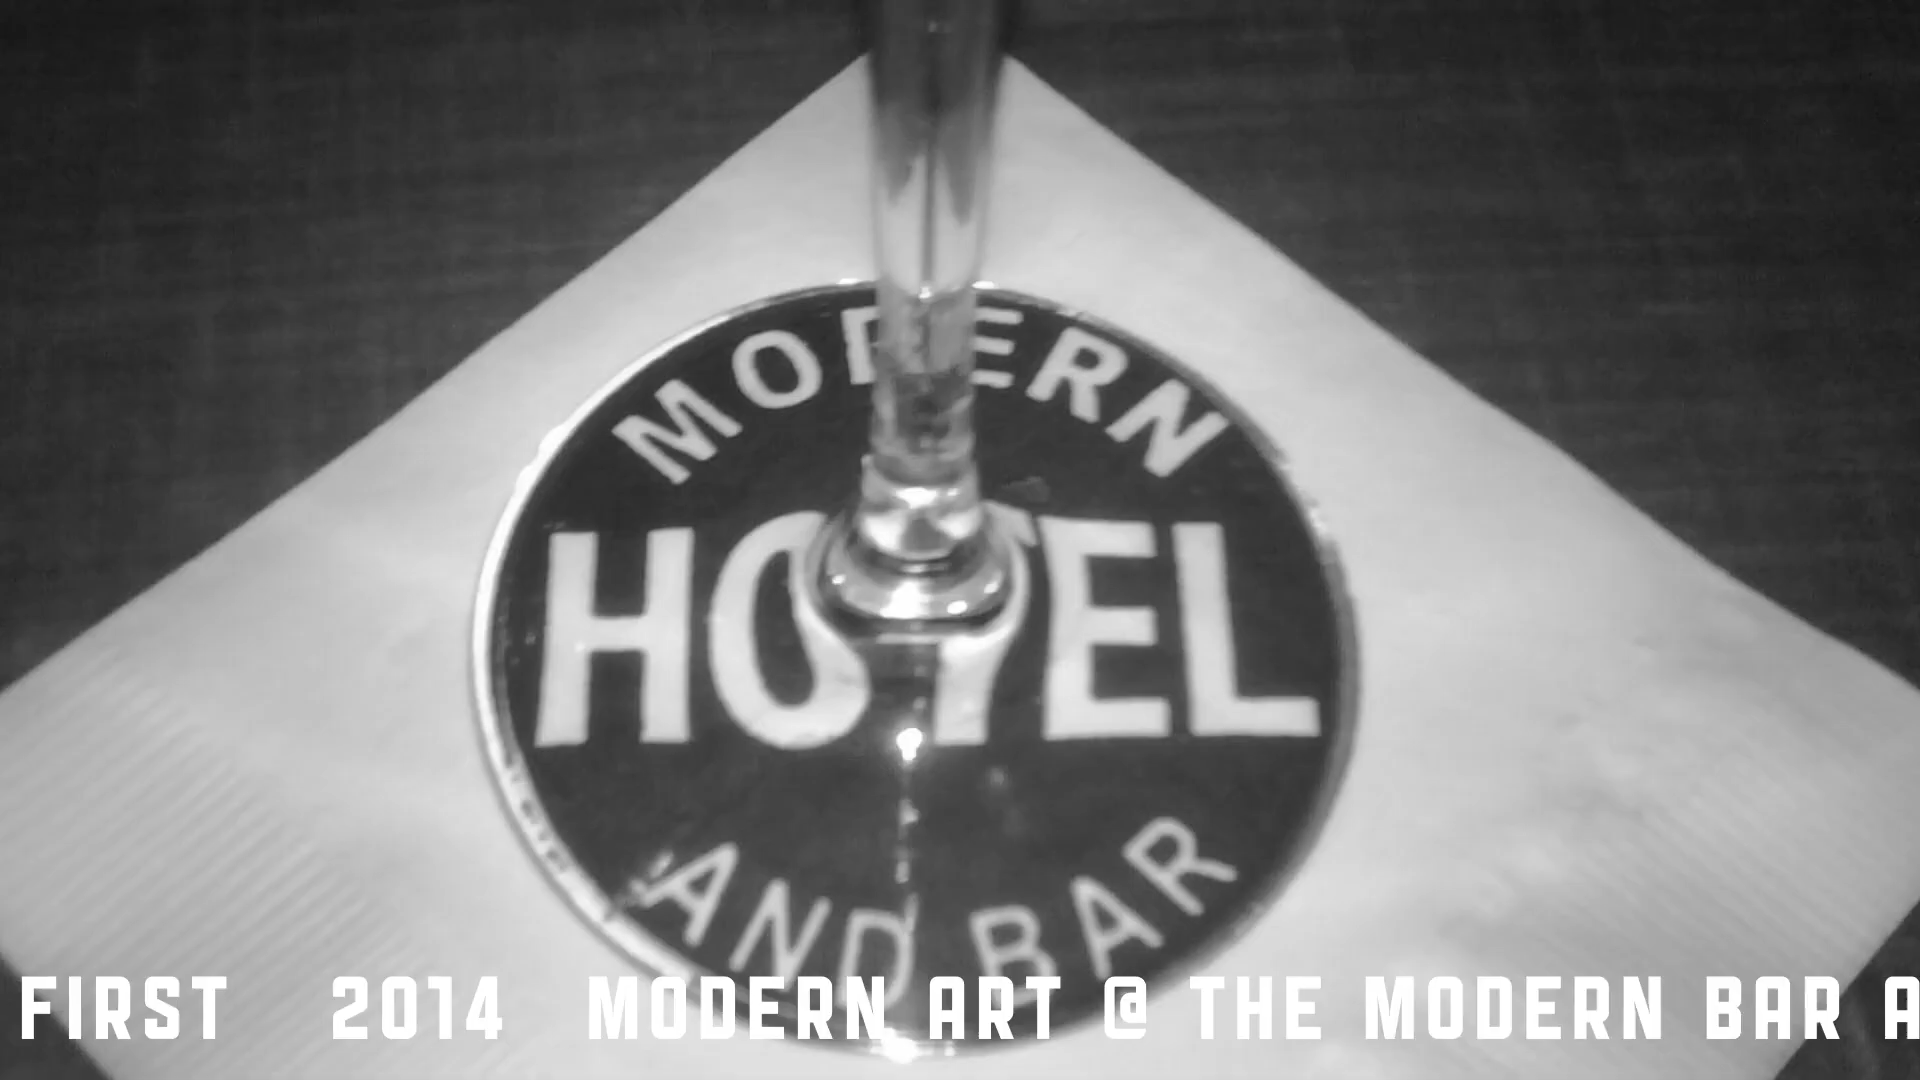 MODERN
HOTEL
AND BAR
FIRST 2014 MODERN ART @ THE MODERN BAR A